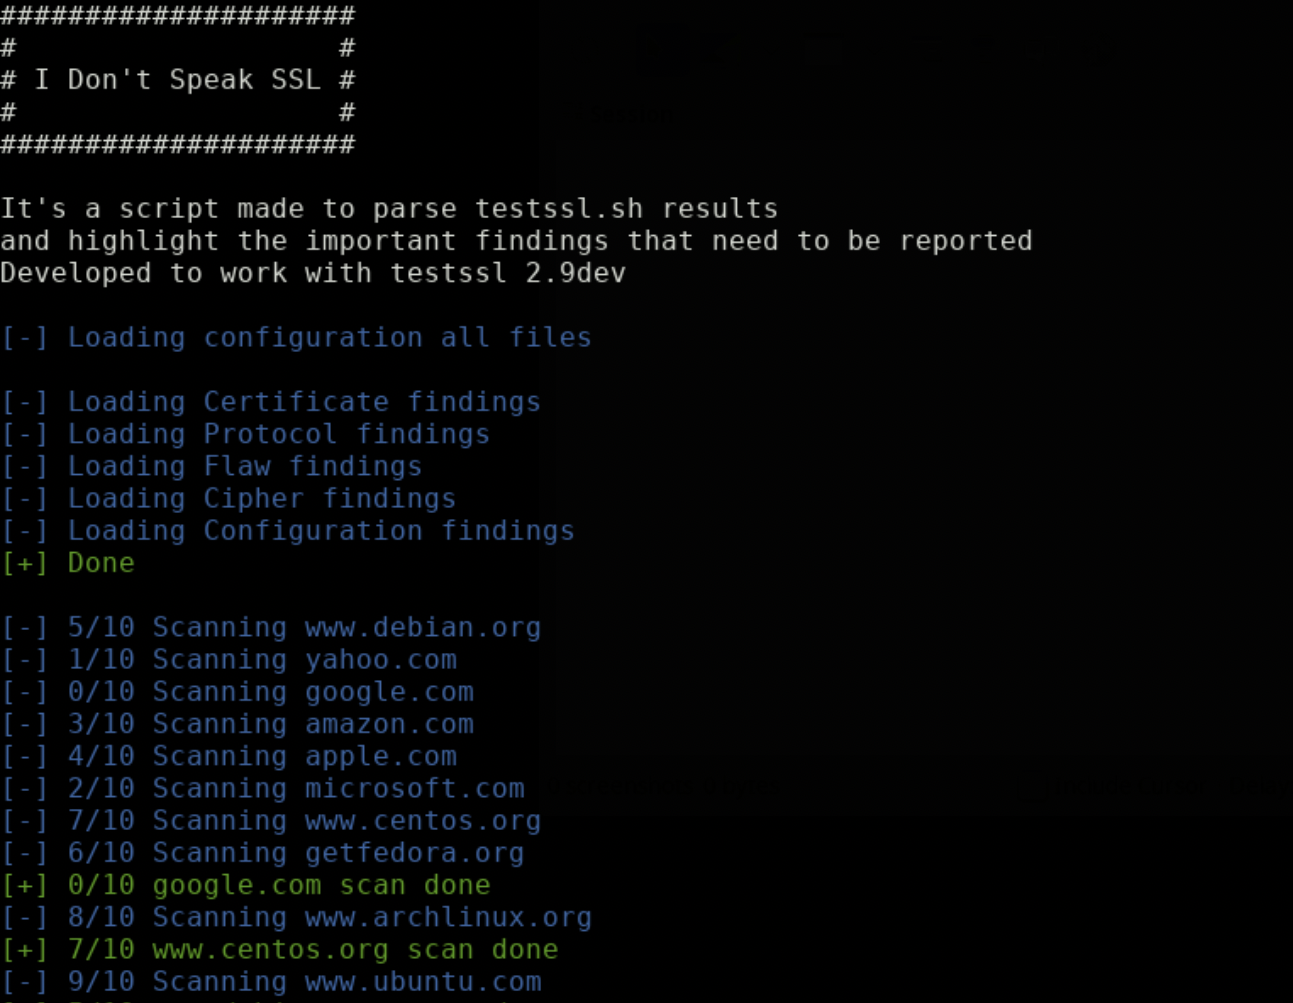 #####################
#                   #
# I Don't Speak SSL #
#                   #
#####################
It's a script made to parse testssl.sh results
and highlight the important findings that need to be reported
Developed to work with testssl 2.9dev
[-] Loading configuration all files
[-] Loading Certificate findings
[-] Loading Protocol findings
[-] Loading Flaw findings
[-] Loading Cipher findings
[-] Loading Configuration findings
[+] Done
[-] 5/10 Scanning www.debian.org
[-] 1/10 Scanning yahoo.com
[-] 0/10 Scanning google.com
[-] 3/10 Scanning amazon.com
[-] 4/10 Scanning apple.com
[-] 2/10 Scanning microsoft.com
[-] 7/10 Scanning www.centos.org
[-] 6/10 Scanning getfedora.org
[+] 0/10 google.com scan done
[-] 8/10 Scanning www.archlinux.org
[+] 7/10 www.centos.org scan done
[-] 9/10 Scanning www.ubuntu.com